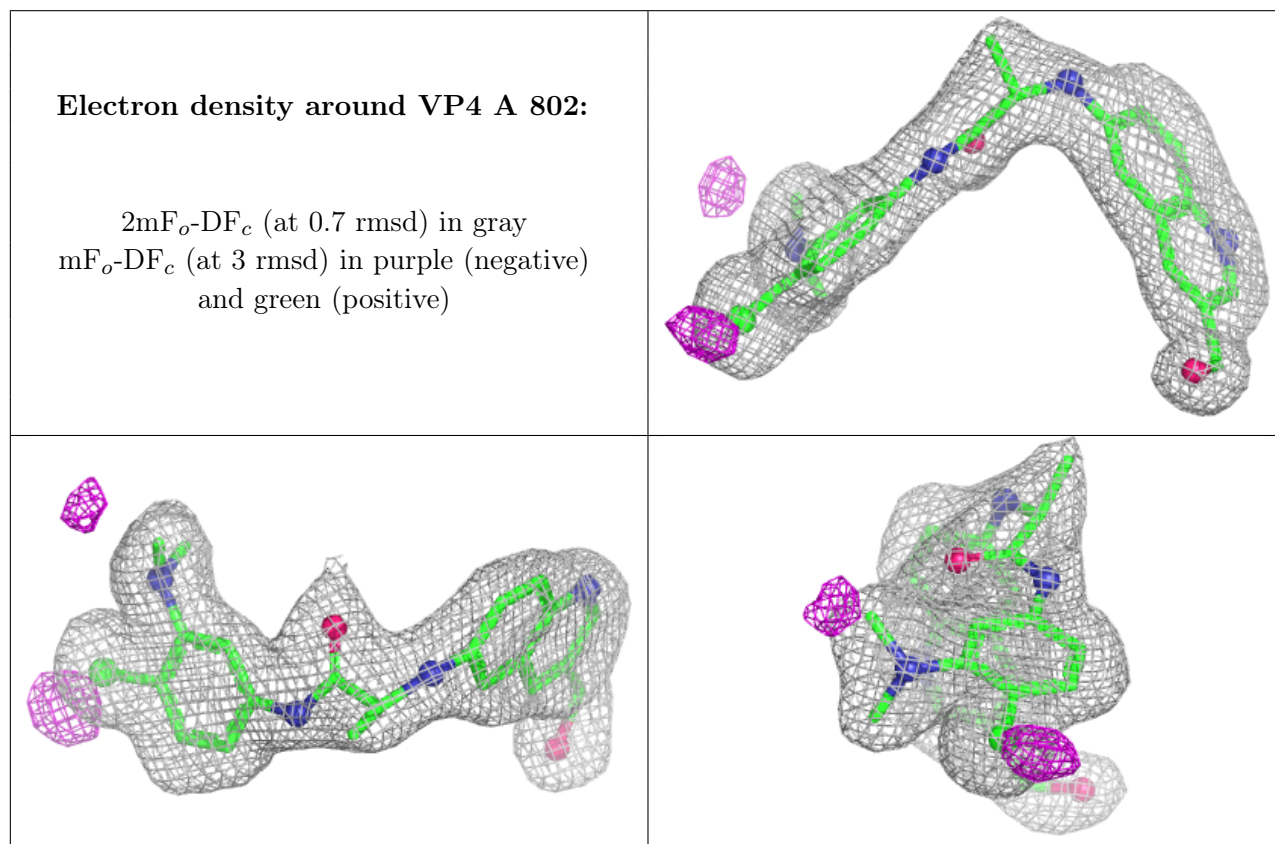 Electron density around VP4 A 802:
2mFo-DFc (at 0.7 rmsd) in gray
mFo-DFc (at 3 rmsd) in purple (negative)
and green (positive)